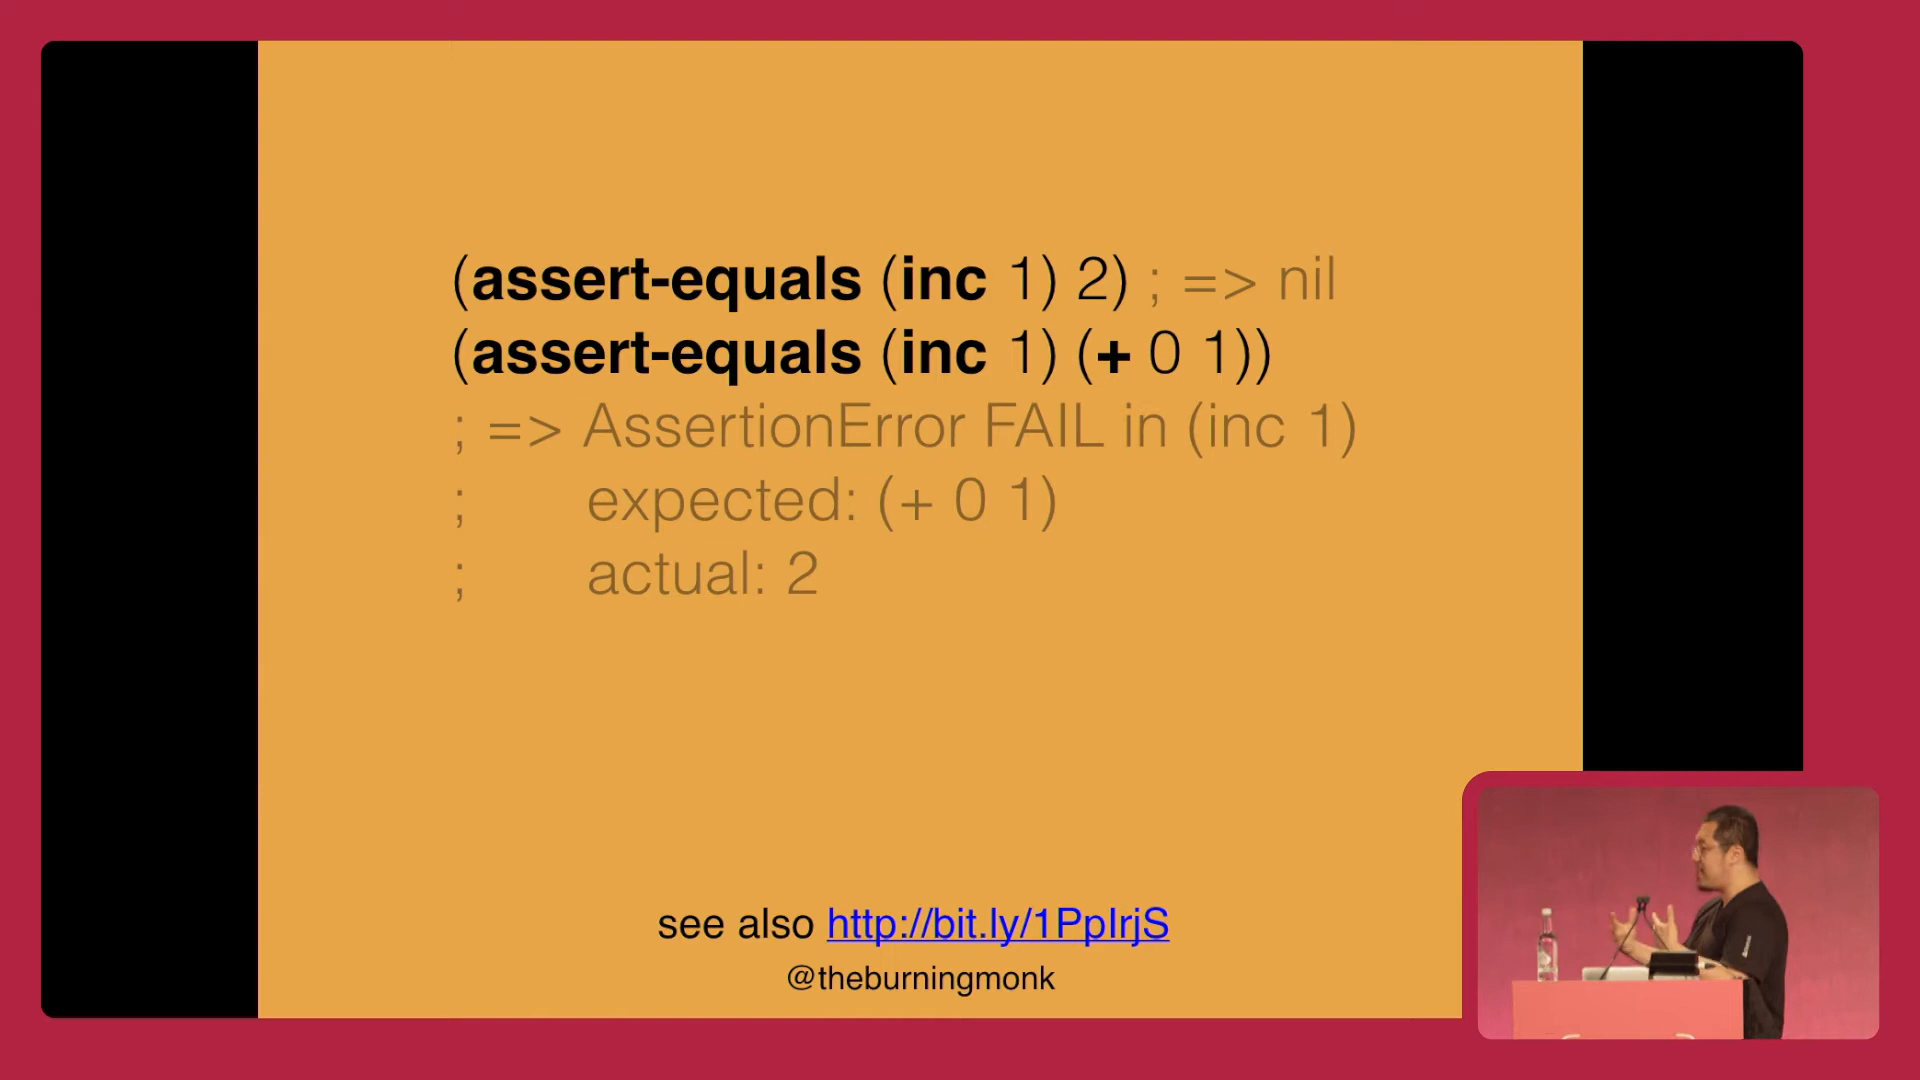 (assert-equals (inc 1) 2) ; => nil
(assert-equals (inc 1) (+ 0 1))
; => AssertionError FAIL in (inc 1)
; expected: (+ 0 1)
; actual: 2
see also http://bit.ly/1PpIrjS
@theburningmonk